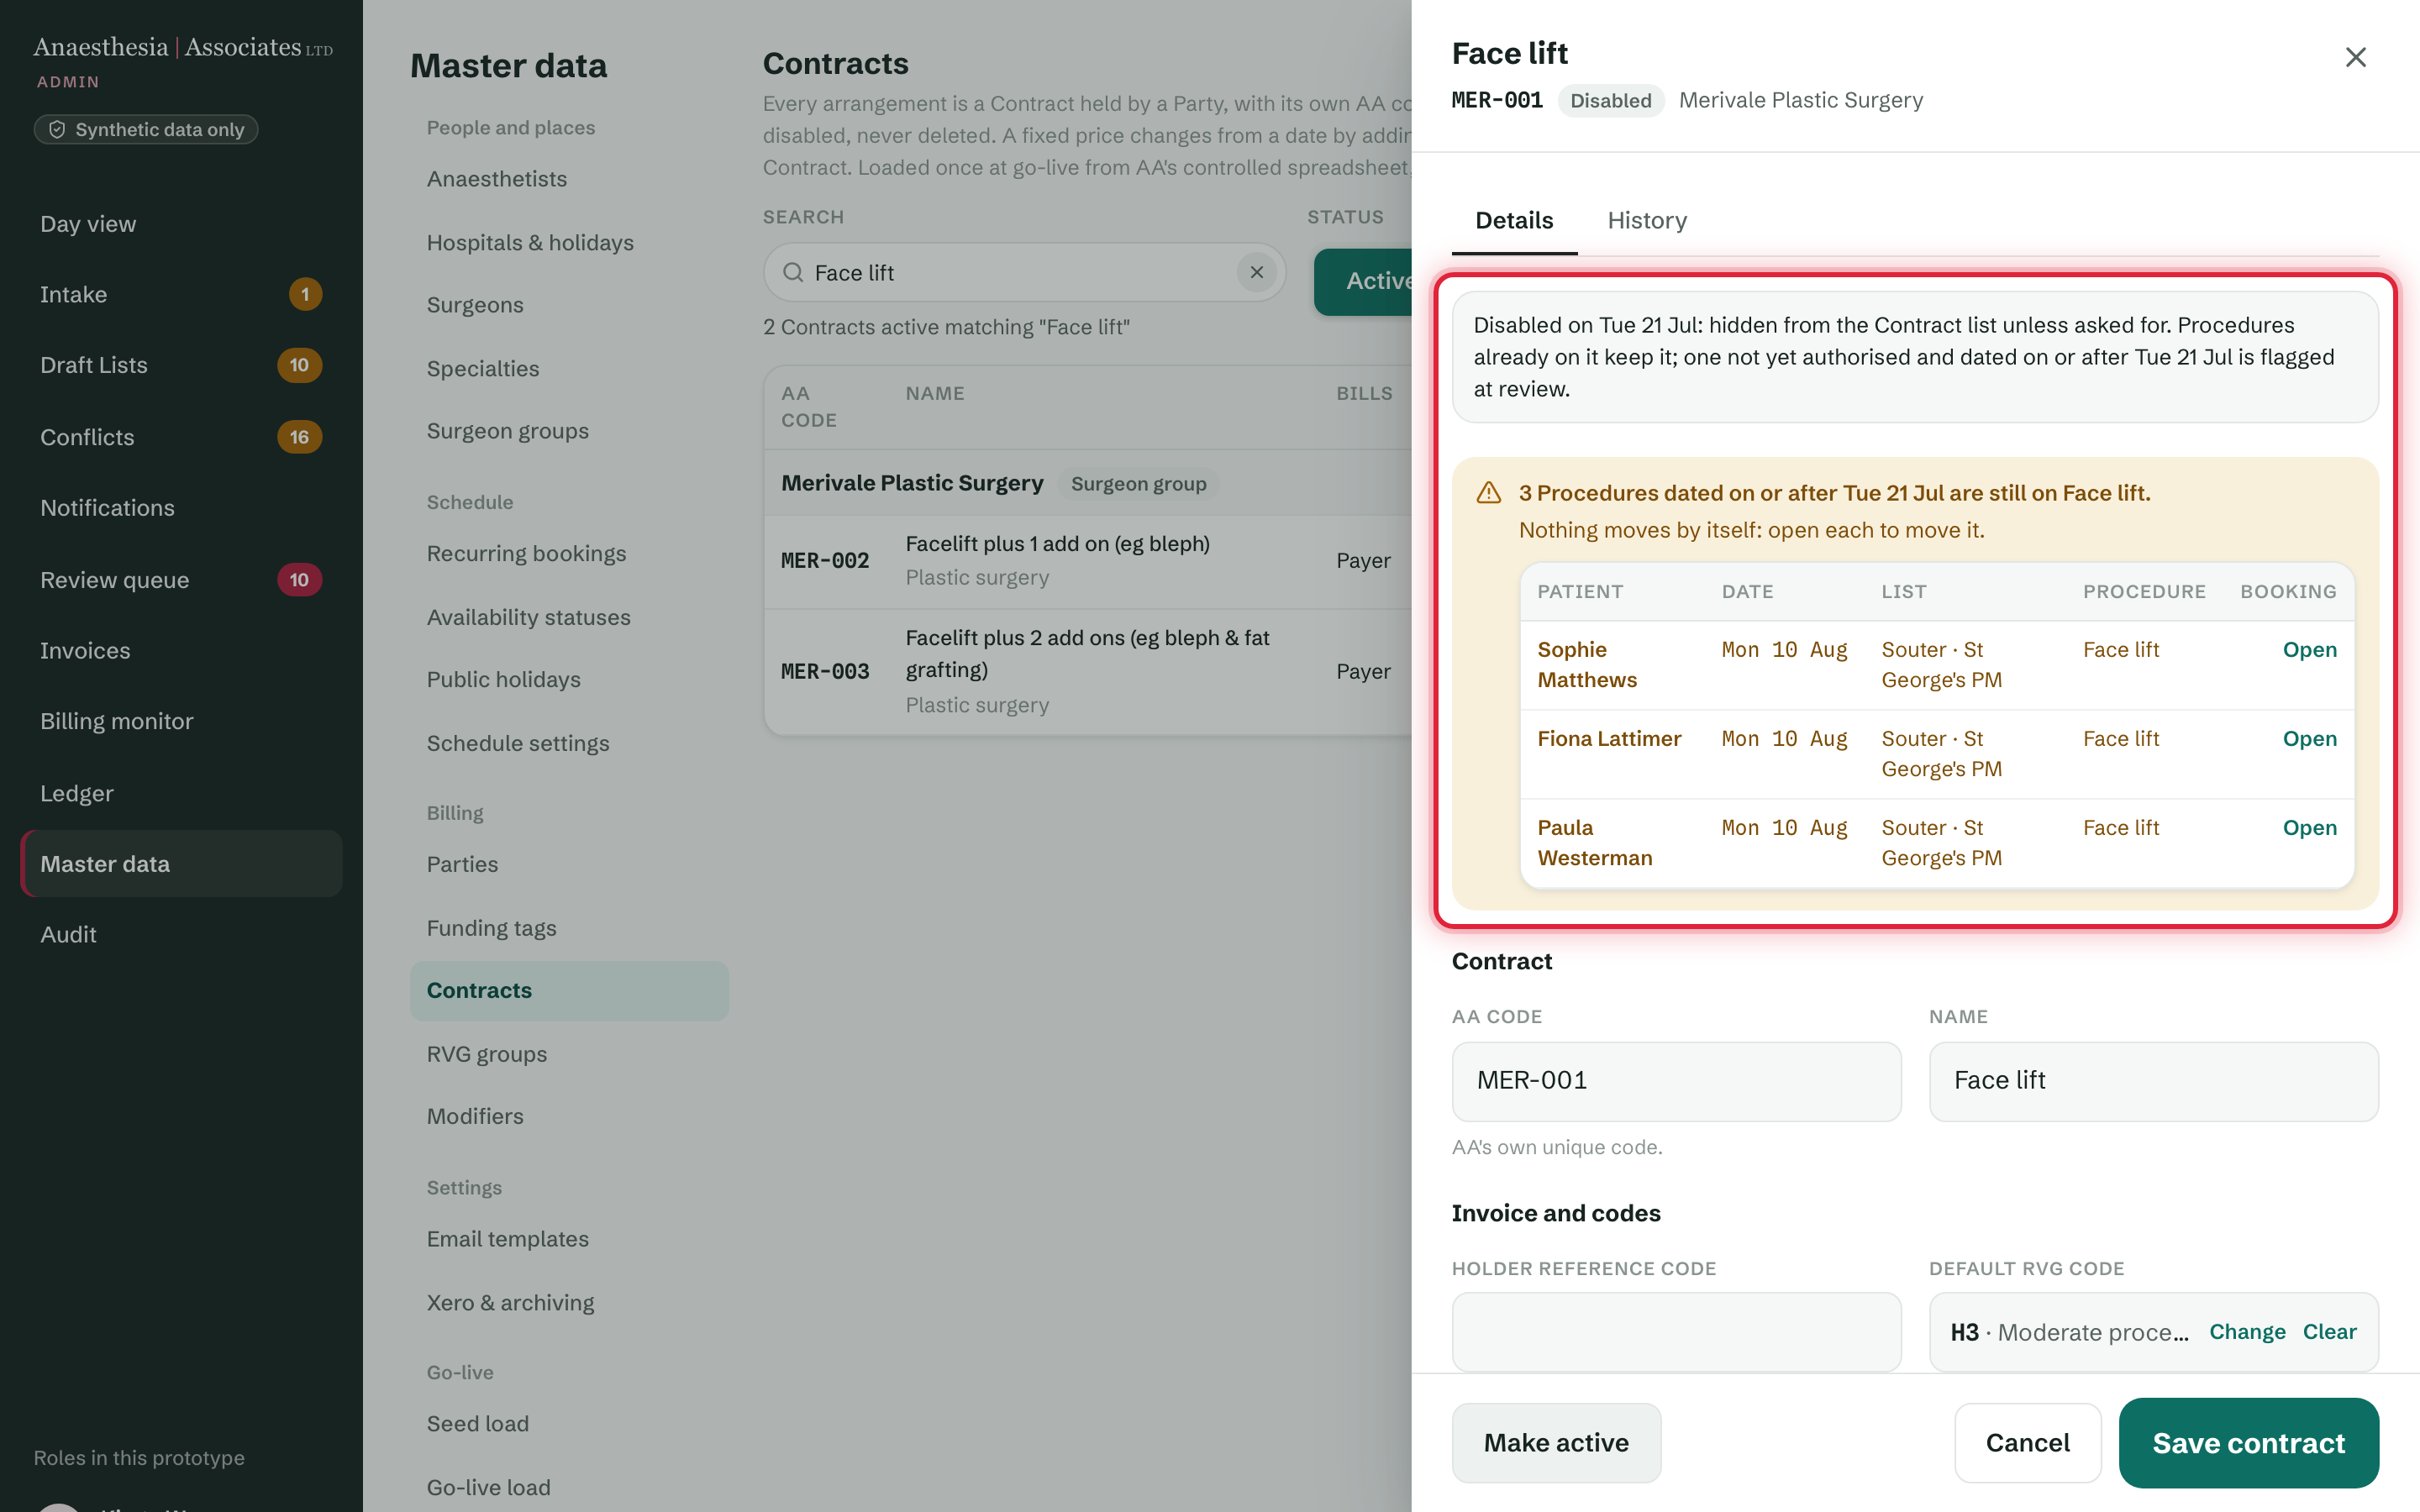 Anaesthesia | Associates LTD
ADMIN
Synthetic data only
Day view
Intake 1
Draft Lists 10
Conflicts 16
Notifications
Review queue 10
Invoices
Billing monitor
Ledger
Master data
Audit
Roles in this prototype
Master data
People and places
Anaesthetists
Hospitals & holidays
Surgeons
Specialties
Surgeon groups
Schedule
Recurring bookings
Availability statuses
Public holidays
Schedule settings
Billing
Parties
Funding tags
Contracts
RVG groups
Modifiers
Settings
Email templates
Xero & archiving
Go-live
Seed load
Go-live load
Contracts
Every arrangement is a Contract held by a Party, with its own AA
disabled, never deleted. A fixed price changes from a date by
Contract. Loaded once at go-live from AA's controlled spreadsheet,
SEARCH
STATUS
Face lift
Active
2 Contracts active matching "Face lift"
AA CODE NAME BILLS
Merivale Plastic Surgery Surgeon group
MER-002 Facelift plus 1 add on (eg bleph) Payer
Plastic surgery
MER-003 Facelift plus 2 add ons (eg bleph & fat
grafting) Payer
Plastic surgery
Face lift
MER-001 Disabled Merivale Plastic Surgery
Details History
Disabled on Tue 21 Jul: hidden from the Contract list unless asked for. Procedures
already on it keep it; one not yet authorised and dated on or after Tue 21 Jul is flagged
at review.
3 Procedures dated on or after Tue 21 Jul are still on Face lift.
Nothing moves by itself: open each to move it.
PATIENT DATE LIST PROCEDURE BOOKING
Sophie Mon 10 Aug Souter · St Face lift Open
Matthews George's PM
Fiona Lattimer Mon 10 Aug Souter · St Face lift Open
George's PM
Paula Mon 10 Aug Souter · St Face lift Open
Westerman George's PM
Contract
AA CODE NAME
MER-001 Face lift
AA's own unique code.
Invoice and codes
HOLDER REFERENCE CODE DEFAULT RVG CODE
H3 · Moderate proce... Change Clear
Make active Cancel Save contract